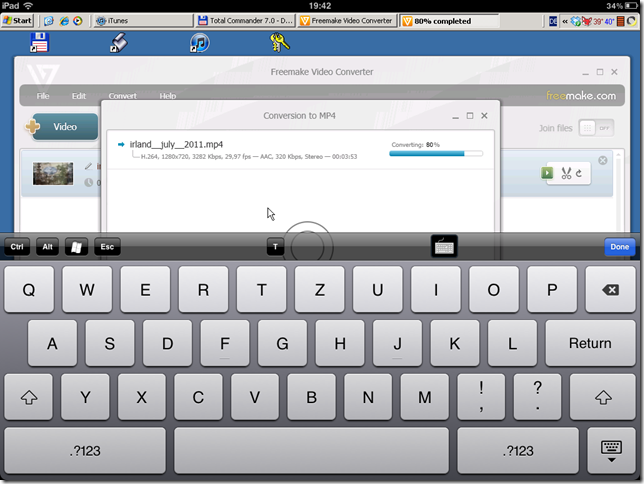 iPad 19:42 34%
Start iTunes Total Commander 7.0 - D... Freemake Video Converter 80% completed DE « 39° 40°
Freemake Video Converter
File Edit Convert Help freemake.com
Conversion to MP4
Video Join files OFF
irland__july__2011.mp4 Converting: 80%
H.264, 1280x720, 3282 Kbps, 29,97 fps — AAC, 320 Kbps, Stereo — 00:03:53
Ctrl Alt Esc T Done
Q W E R T Z U I O P
A S D F G H J K L Return
Y X C V B N M ! , ? .
.?123 .?123